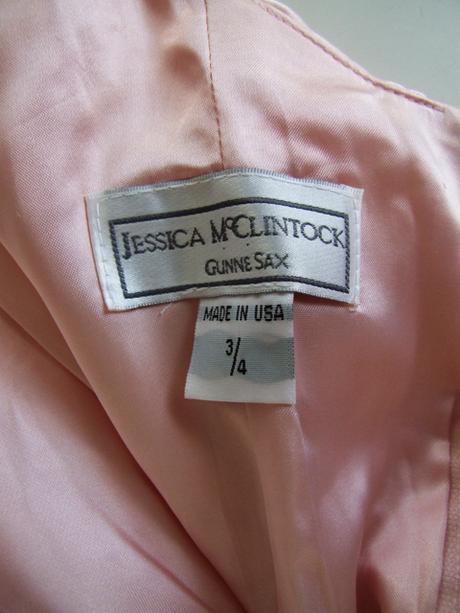 JESSICA McCLINTOCK
GUNNE SAX
MADE IN USA
3/4